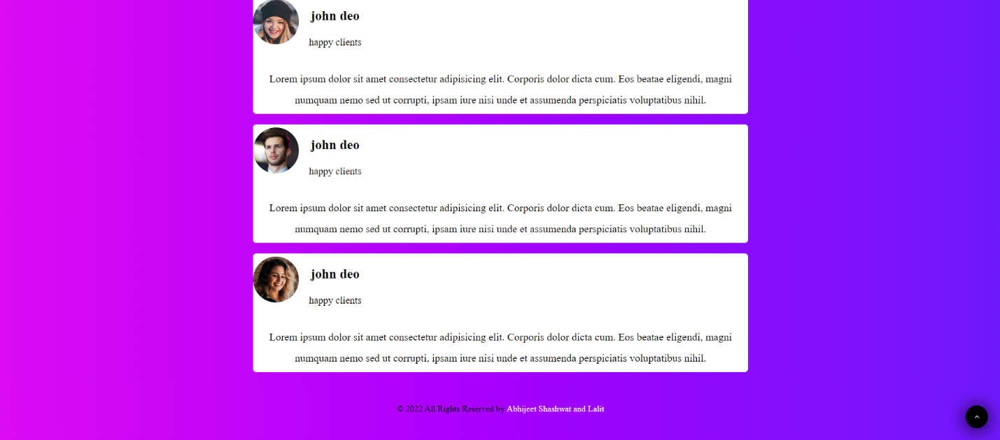 john deo
happy clients
Lorem ipsum dolor sit amet consectetur adipisicing elit. Corporis dolor dicta cum. Eos beatae eligendi, magni
numquam nemo sed ut corrupti, ipsam iure nisi unde et assumenda perspiciatis voluptatibus nihil.
john deo
happy clients
Lorem ipsum dolor sit amet consectetur adipisicing elit. Corporis dolor dicta cum. Eos beatae eligendi, magni
numquam nemo sed ut corrupti, ipsam iure nisi unde et assumenda perspiciatis voluptatibus nihil.
john deo
happy clients
Lorem ipsum dolor sit amet consectetur adipisicing elit. Corporis dolor dicta cum. Eos beatae eligendi, magni
numquam nemo sed ut corrupti, ipsam iure nisi unde et assumenda perspiciatis voluptatibus nihil.
© 2022 All Rights Reserved by Abhijeet Shashwat and Lalit